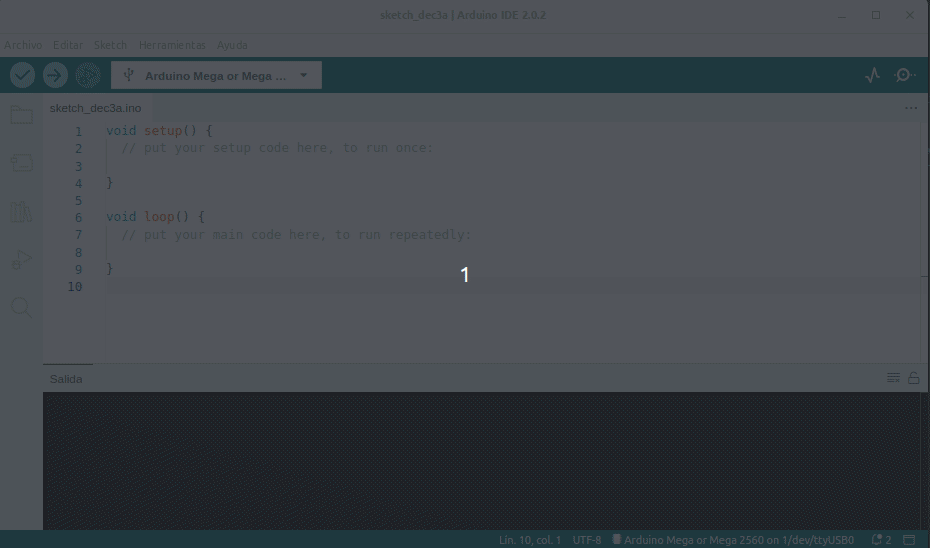 sketch_dec3a | Arduino IDE 2.0.2
Archivo Editar Sketch Herramientas Ayuda
Arduino Mega or Mega ...
sketch_dec3a.ino
1 void setup() {
2 // put your setup code here, to run once:
3
4 }
5
6 void loop() {
7 // put your main code here, to run repeatedly:
8
9 }
10
1
Salida
Lín. 10, col. 1 UTF-8 Arduino Mega or Mega 2560 on 1/dev/ttyUSB0 2